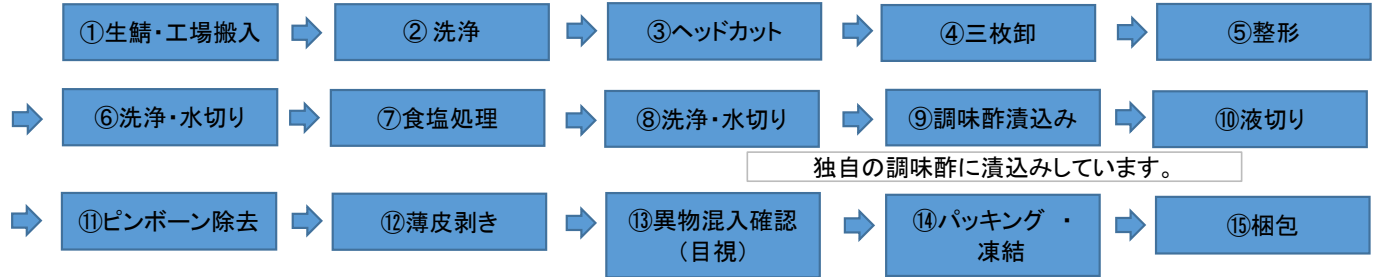 ①生鯖・工場搬入
②洗浄
③ヘッドカット
④三枚卸
⑤整形
⑥洗浄・水切り
⑦食塩処理
⑧洗浄・水切り
⑨調味酢漬込み
⑩液切り
独自の調味酢に漬込みしています。
⑪ピンボーン除去
⑫薄皮剥き
⑬異物混入確認
（目視）
⑭パッキング ・
凍結
⑮梱包